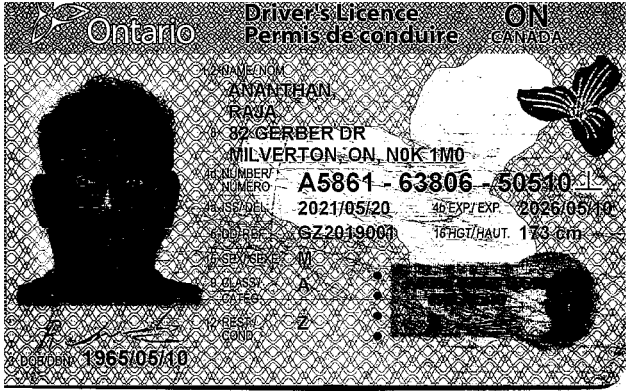 Ontario
Driver's Licence
Permis de conduire
ON
CANADA
1,2 NAME/NOM
ANANTHAN,
RAJA
8 82 GERBER DR
MILVERTON, ON, N0K 1M0
4d NUMBER/
NUMÉRO
A5861 - 63806 - 50510
4a ISS/DÉL 2021/05/20 4b EXP/EXP. 2026/05/10
5 DD/RÉF GZ2019001 16 HGT/HAUT. 173 cm
15 SEX/SEXE M
9 CLASS/
CATÉG. A
12 REST./
COND. Z
3 DOB/DDN 1965/05/10